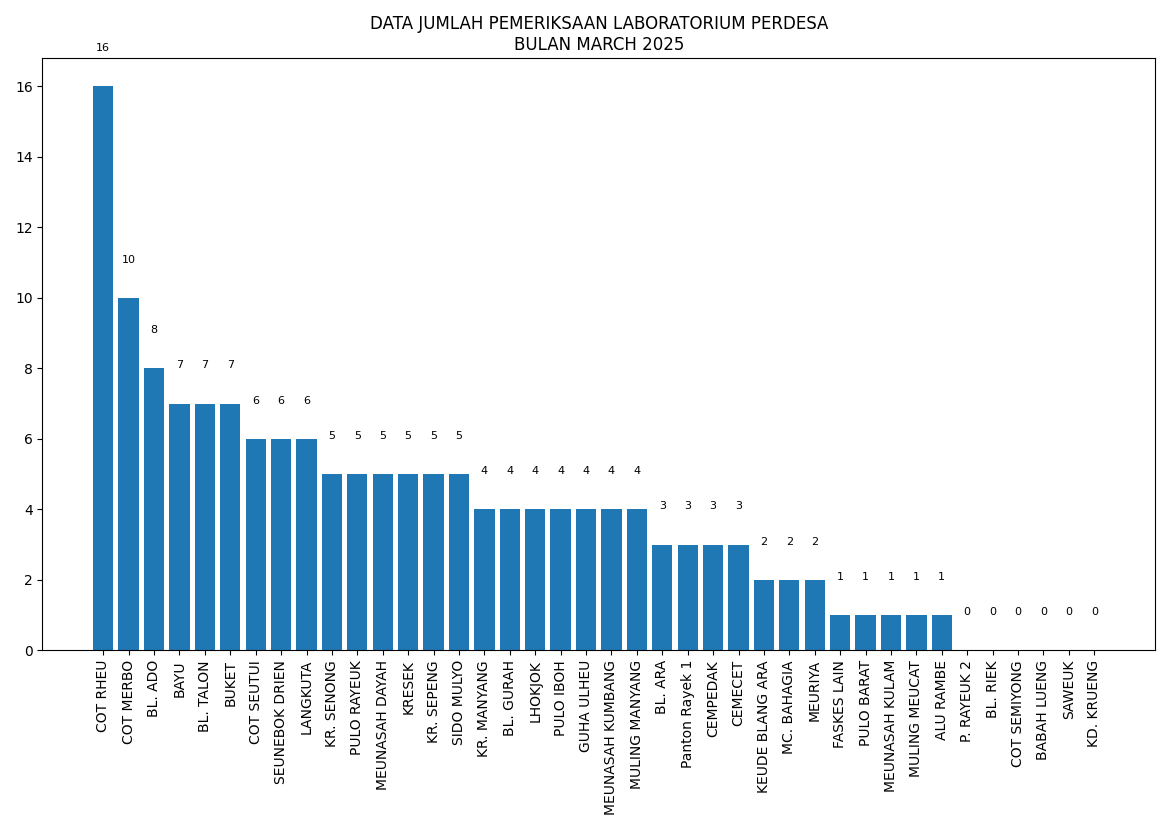 DATA JUMLAH PEMERIKSAAN LABORATORIUM PERDESA
BULAN MARCH 2025
16
10
8
7
7
7
6
6
6
5
5
5
5
5
5
4
4
4
4
4
4
4
3
3
3
3
2
2
2
1
1
1
1
1
0
0
0
0
0
0
16
14
12
10
8
6
4
2
0
COT RHEU
COT MERBO
BL. ADO
BAYU
BL. TALON
BUKET
COT SEUTUI
SEUNEBOK DRIEN
LANGKUTA
KR. SENONG
PULO RAYEUK
MEUNASAH DAYAH
KRESEK
KR. SEPENG
SIDO MULYO
KR. MANYANG
BL. GURAH
LHOKJOK
PULO IBOH
GUHA ULHEU
MEUNASAH KUMBANG
MULING MANYANG
BL. ARA
Panton Rayek 1
CEMPEDAK
CEMECET
KEUDE BLANG ARA
MC. BAHAGIA
MEURIYA
FASKES LAIN
PULO BARAT
MEUNASAH KULAM
MULING MEUCAT
ALU RAMBE
P. RAYEUK 2
BL. RIEK
COT SEMIYONG
BABAH LUENG
SAWEUK
KD. KRUENG